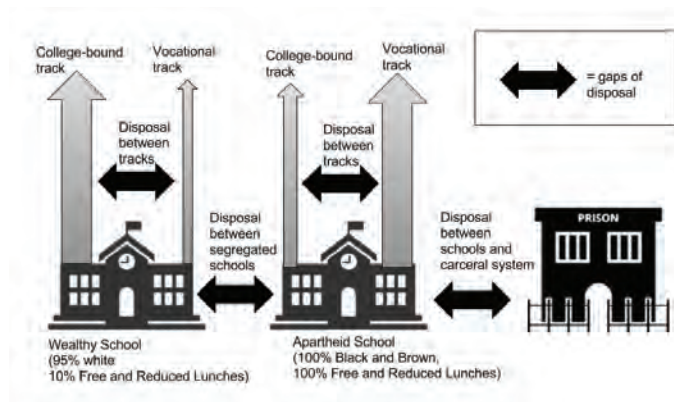 College-bound
track
Vocational
track
College-bound
track
Vocational
track
= gaps of
disposal
Disposal
between
tracks
Disposal
between
tracks
Disposal
between
segregated
schools
Disposal
between
schools and
carceral system
PRISON
Wealthy School
(95% white
10% Free and Reduced Lunches)
Apartheid School
(100% Black and Brown,
100% Free and Reduced Lunches)